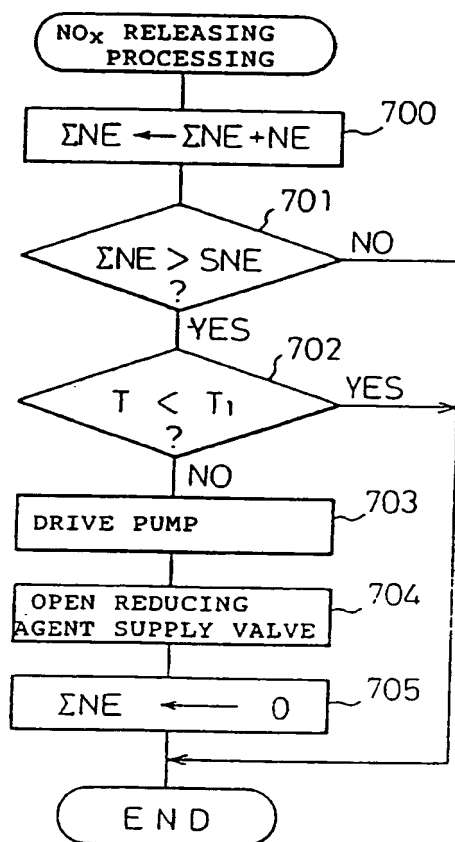 NOx RELEASING
PROCESSING
700
ΣNE ← ΣNE+NE
701
ΣNE > SNE
?
NO
YES
702
T < T1
?
YES
NO
703
DRIVE PUMP
704
OPEN REDUCING
AGENT SUPPLY VALVE
705
ΣNE ← 0
END